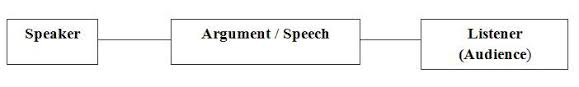 Speaker
Argument / Speech
Listener
(Audience)